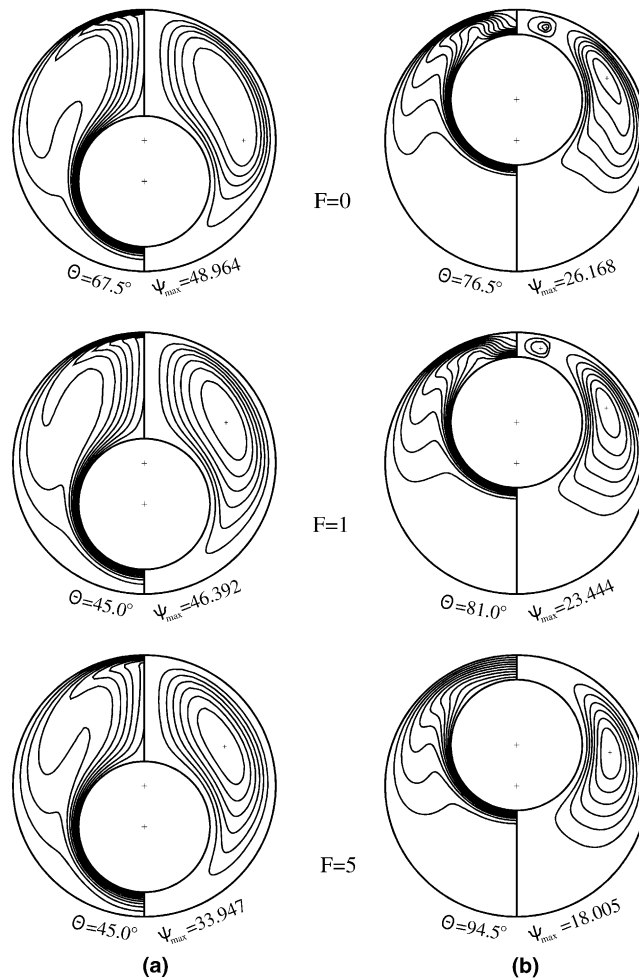 F=0
Θ=67.5° Ψmax=48.964
Θ=76.5° Ψmax=26.168
F=1
Θ=45.0° Ψmax=46.392
Θ=81.0° Ψmax=23.444
F=5
Θ=45.0° Ψmax=33.947
Θ=94.5° Ψmax=18.005
(a)
(b)